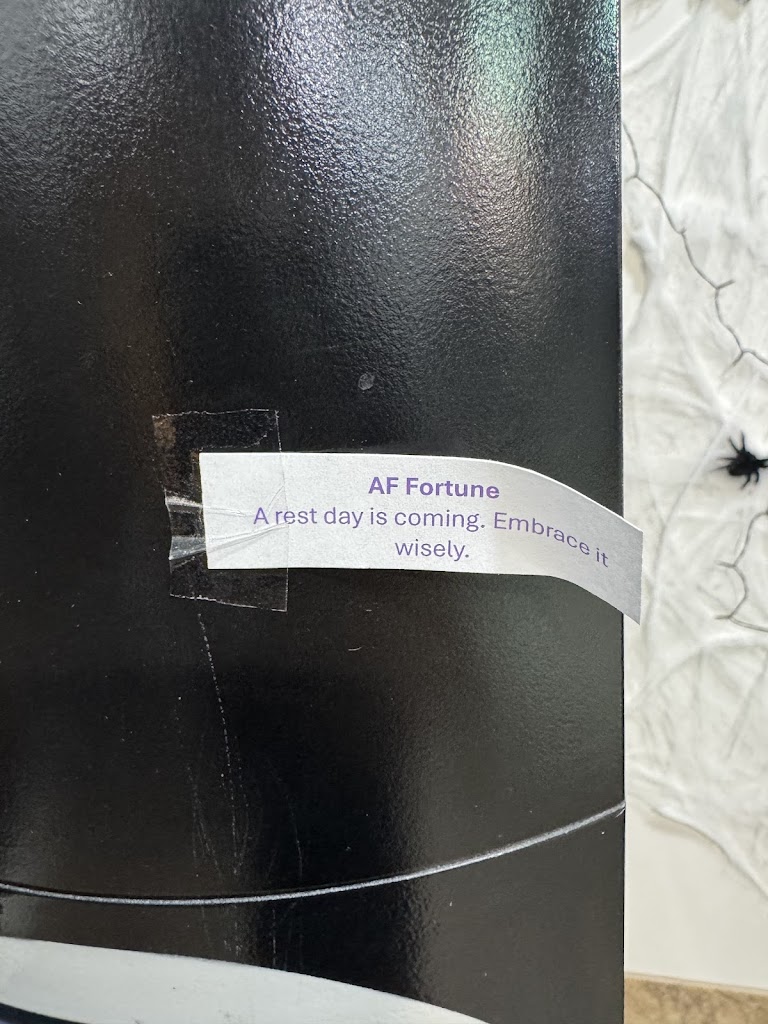 AF Fortune
A rest day is coming. Embrace it
wisely.